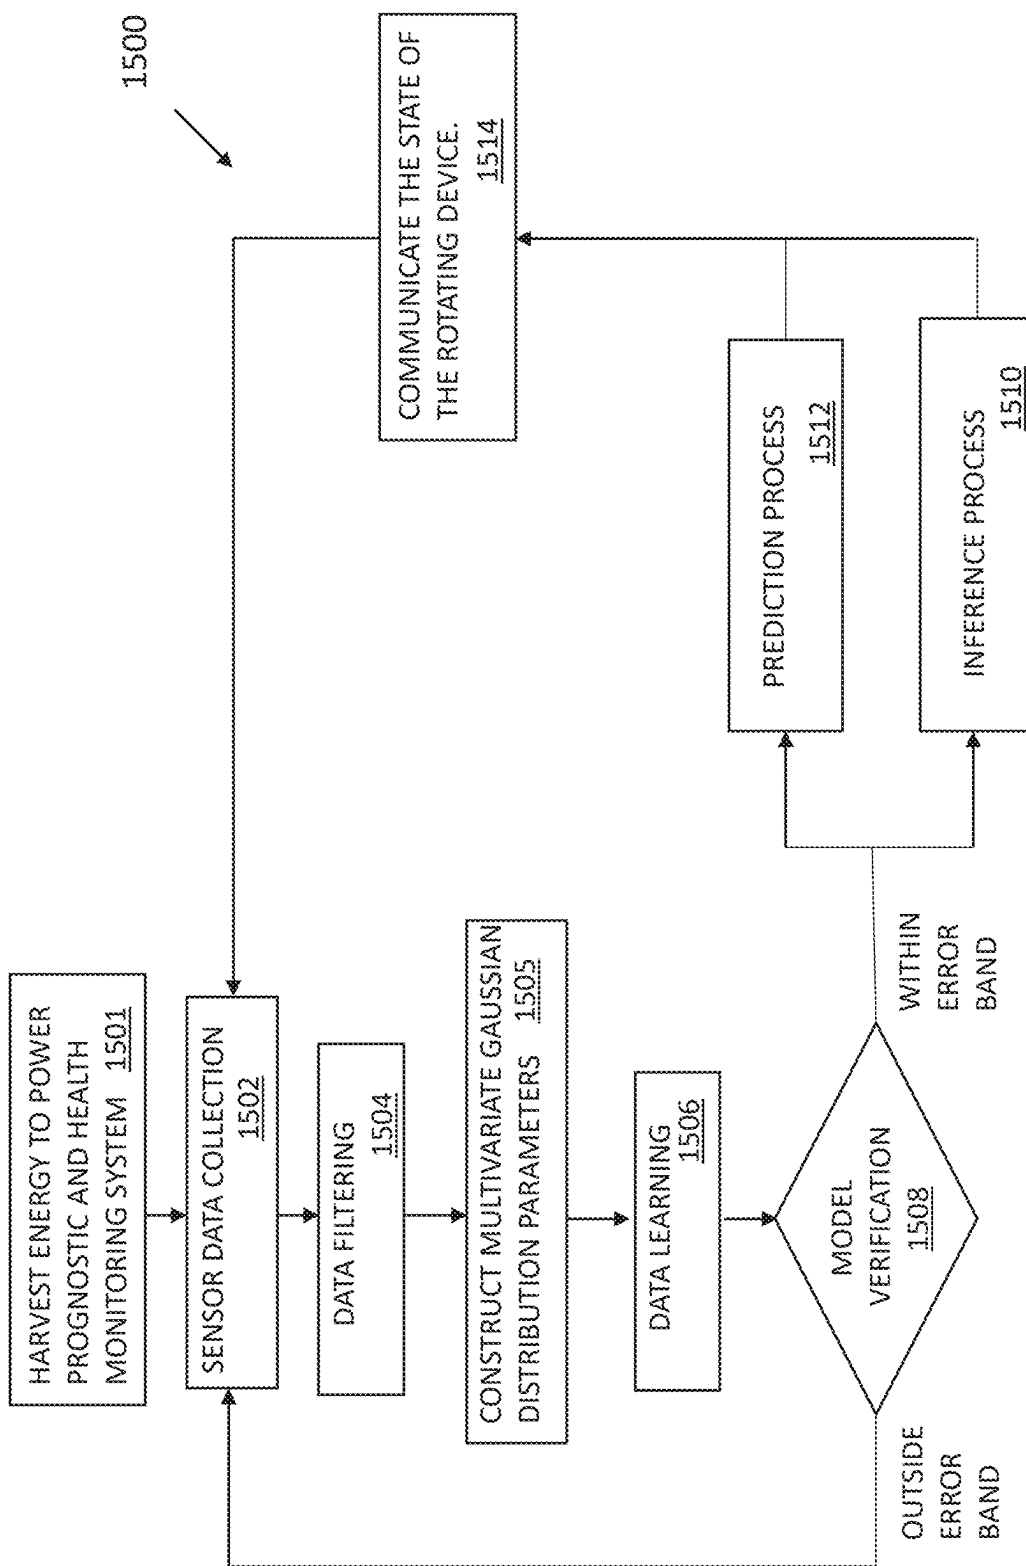 1500
HARVEST ENERGY TO POWER
PROGNOSTIC AND HEALTH
MONITORING SYSTEM 1501
SENSOR DATA COLLECTION
1502
DATA FILTERING
1504
CONSTRUCT MULTIVARIATE GAUSSIAN
DISTRIBUTION PARAMETERS 1505
DATA LEARNING
1506
MODEL
VERIFICATION
1508
OUTSIDE
ERROR
BAND
WITHIN
ERROR
BAND
PREDICTION PROCESS
1512
INFERENCE PROCESS
1510
COMMUNICATE THE STATE OF
THE ROTATING DEVICE.
1514